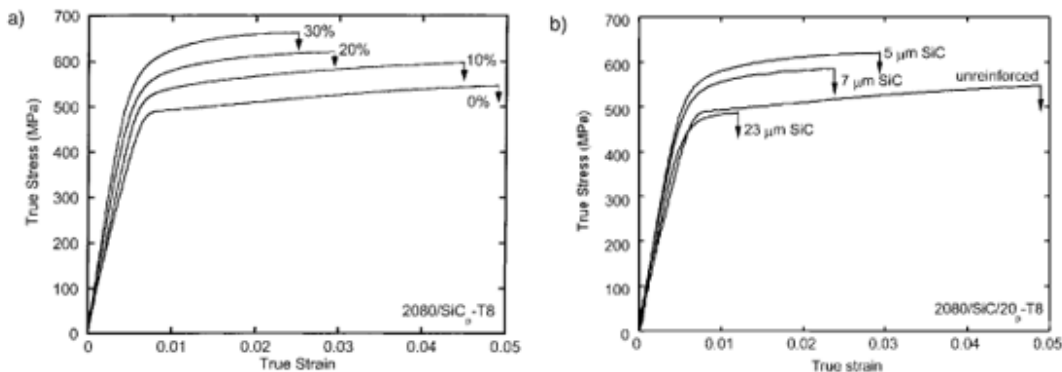 a)
700
600
500
400
300
200
100
0
True Stress (MPa)
30%
20%
10%
0%
2080/SiCp-T8
0 0.01 0.02 0.03 0.04 0.05
True Strain
b)
700
600
500
400
300
200
100
0
True Stress (MPa)
5 μm SiC
7 μm SiC
unreinforced
23 μm SiC
2080/SiC/20p-T8
0 0.01 0.02 0.03 0.04 0.05
True strain